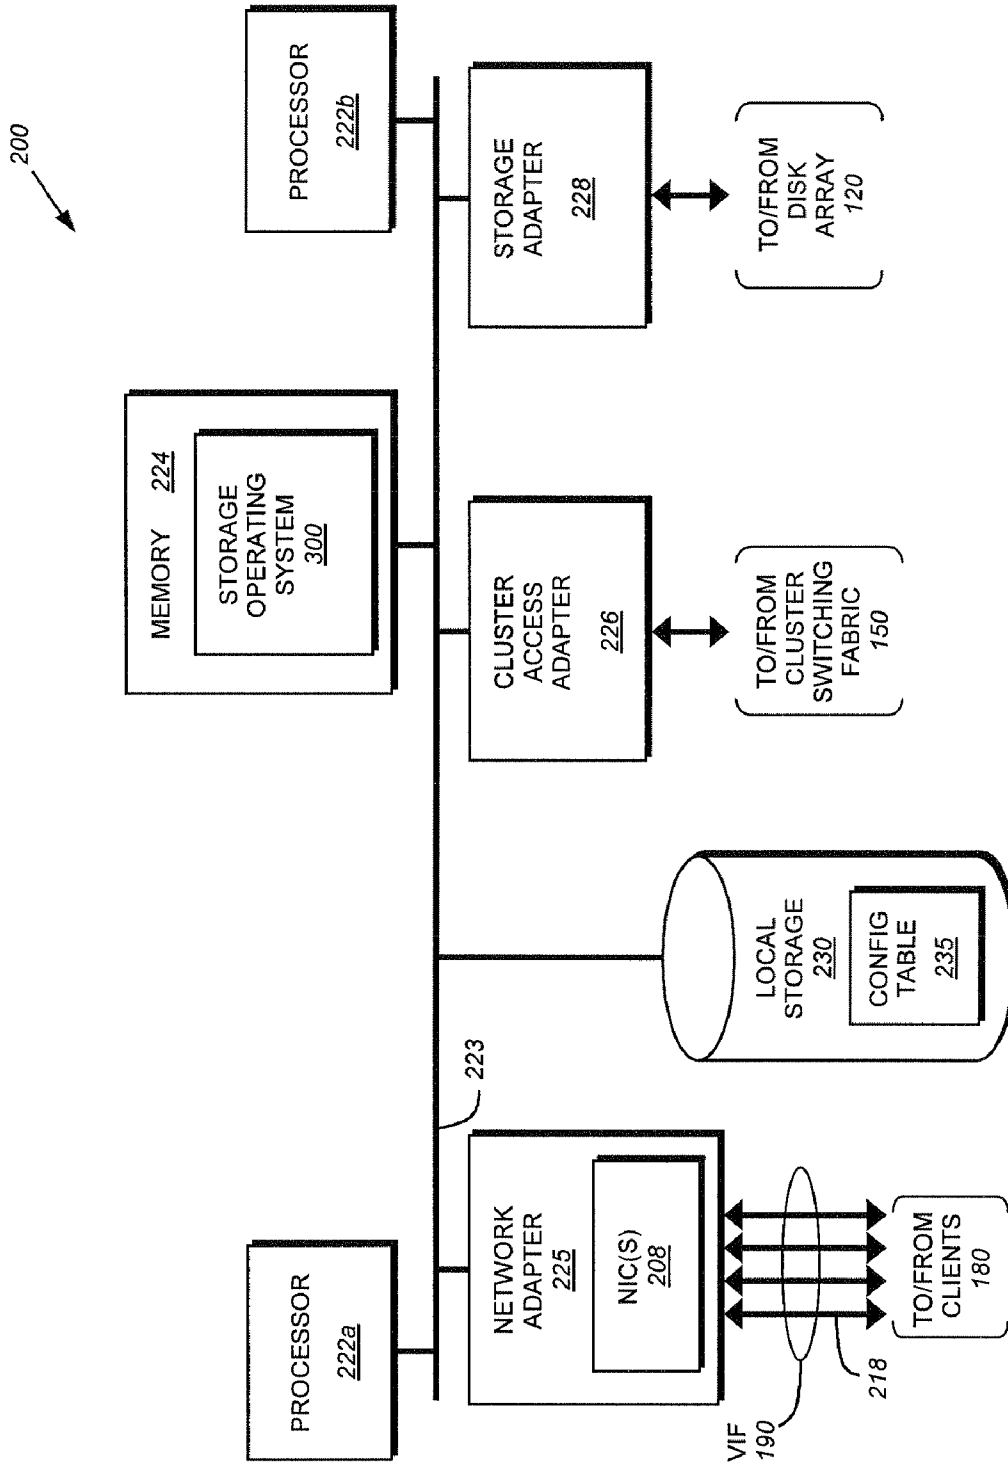 200
PROCESSOR
222a
MEMORY 224
STORAGE
OPERATING
SYSTEM
300
PROCESSOR
222b
223
NETWORK
ADAPTER
225
NIC(S)
208
LOCAL
STORAGE
230
CONFIG
TABLE
235
CLUSTER
ACCESS
ADAPTER
226
STORAGE
ADAPTER
228
VIF
190
218
TO/FROM
CLIENTS
180
TO/FROM
CLUSTER
SWITCHING
FABRIC
150
TO/FROM
DISK
ARRAY
120